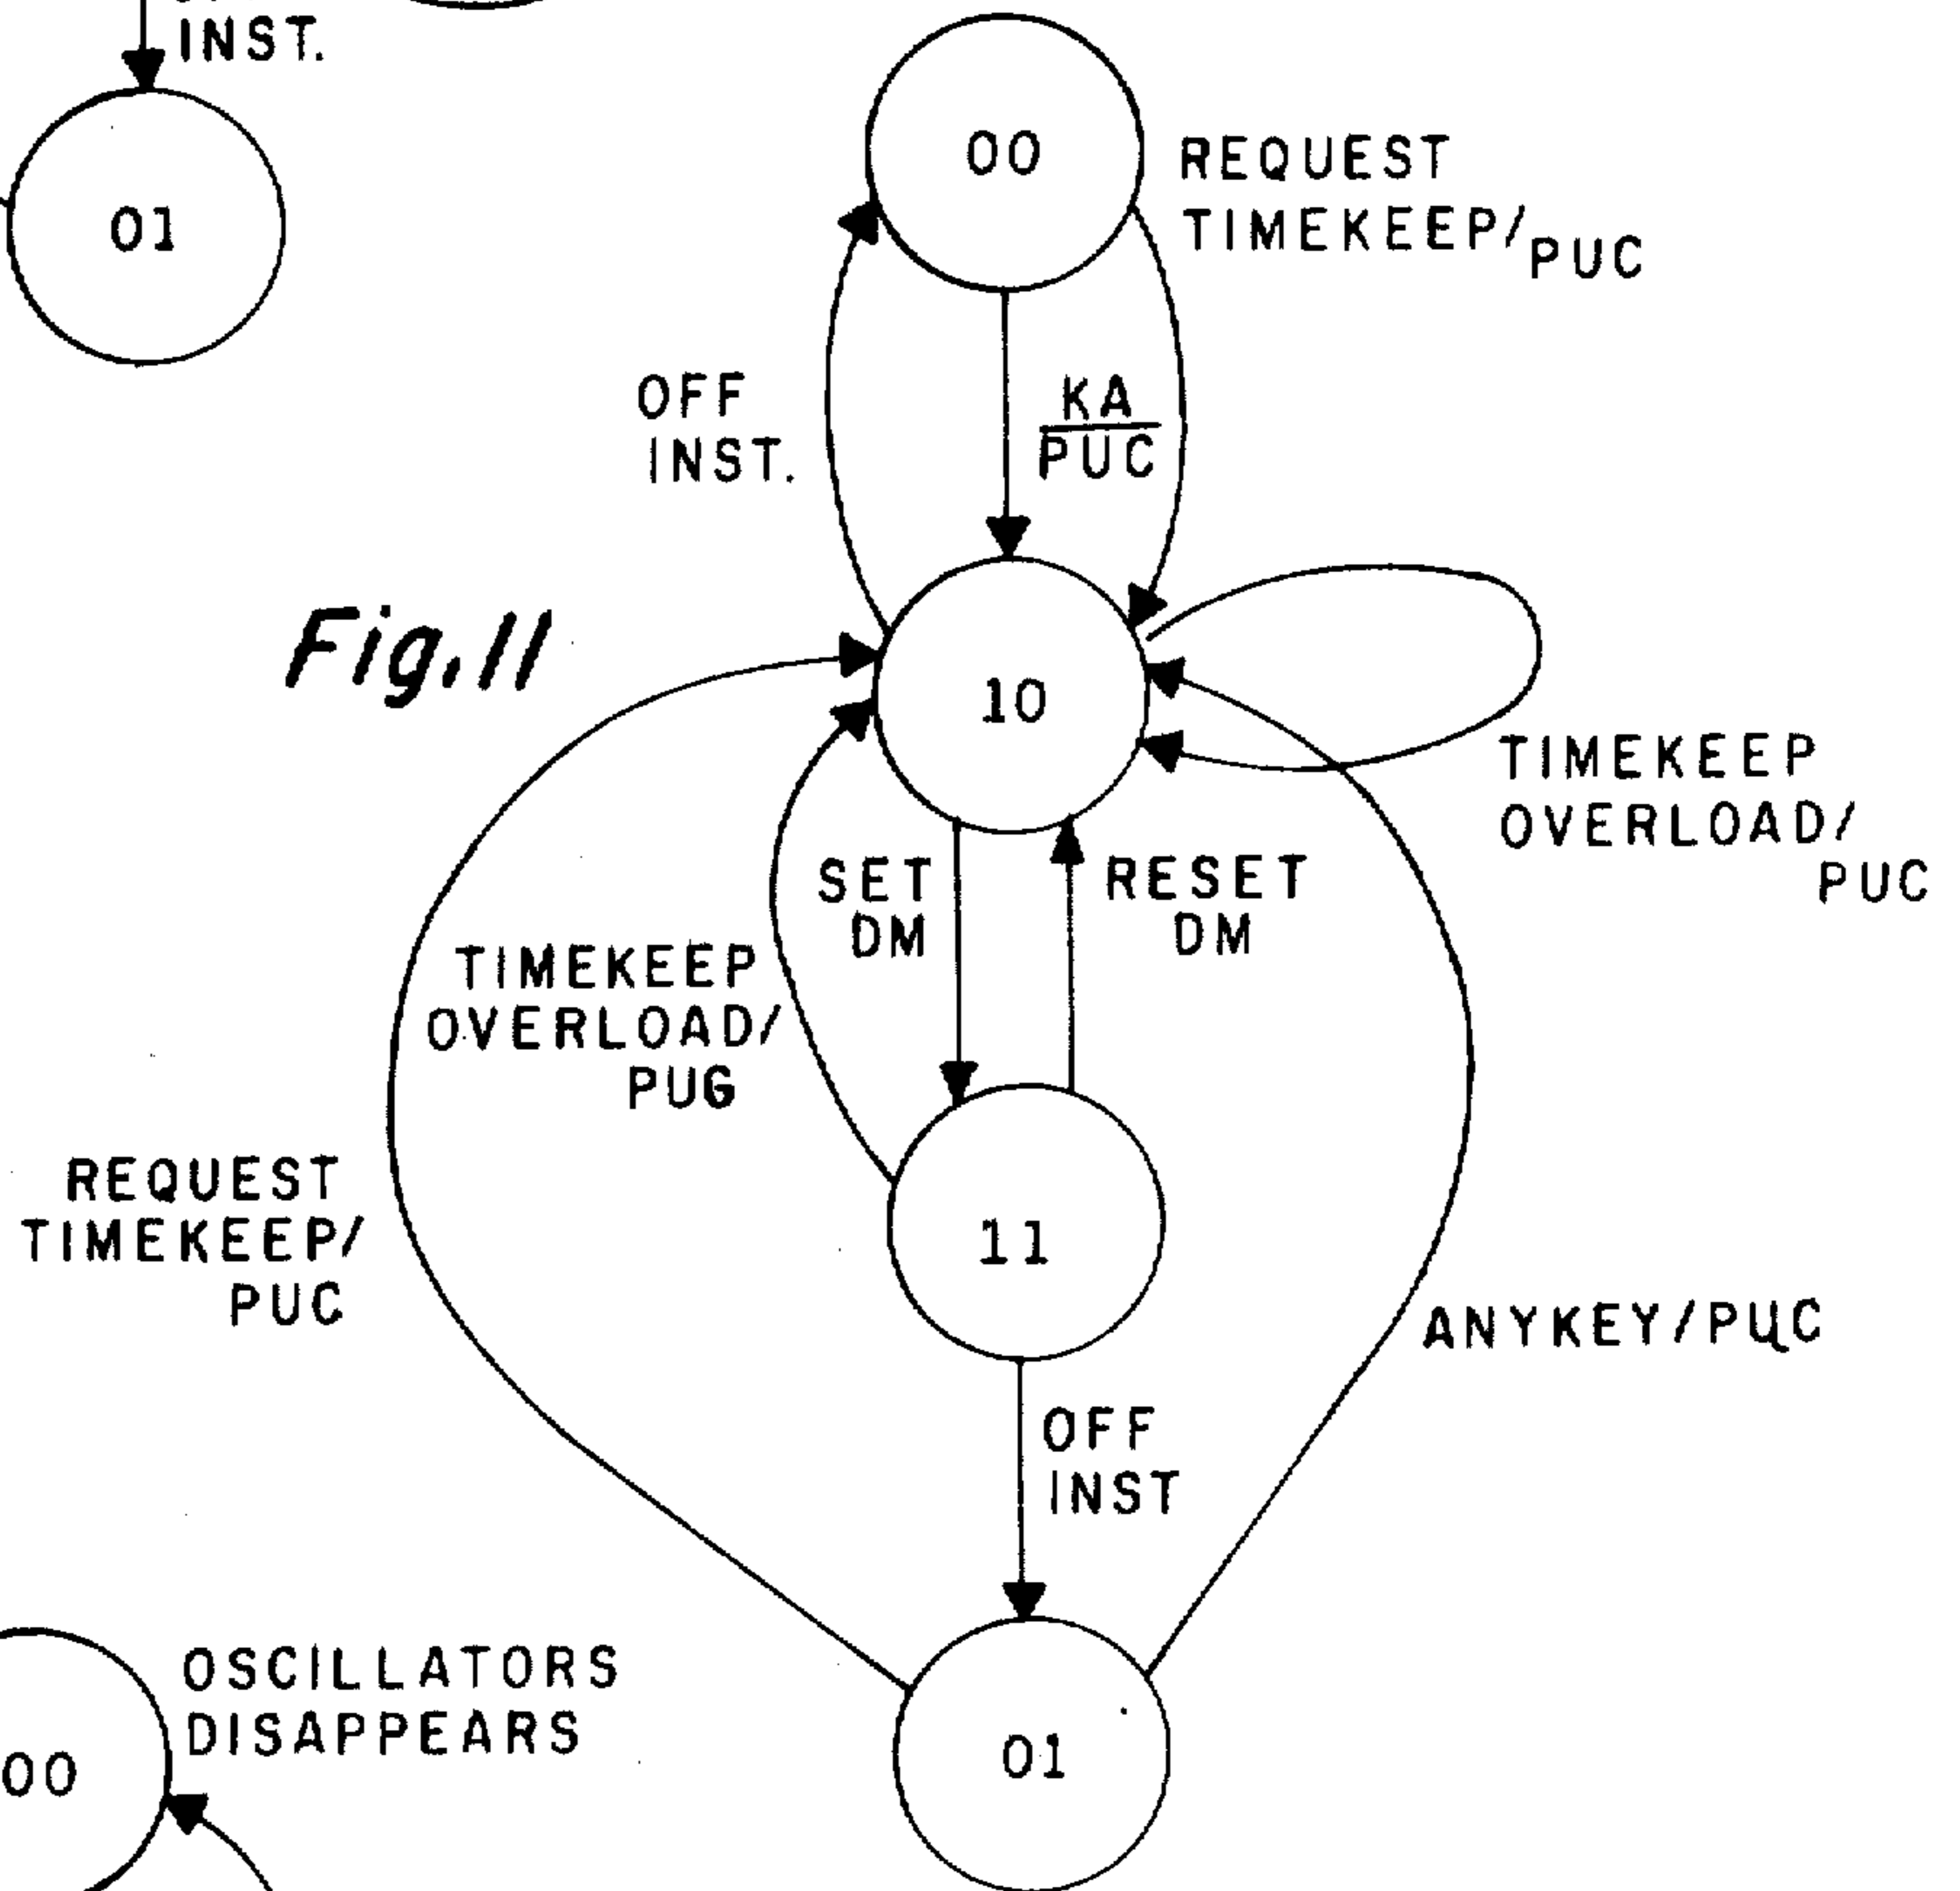 INST.
01
00
REQUEST
TIMEKEEP/PUC
OFF
INST.
KA
PUC
Fig.11
10
TIMEKEEP
OVERLOAD/
PUC
SET
DM
RESET
DM
TIMEKEEP
OVERLOAD/
PUG
REQUEST
TIMEKEEP/
PUC
11
ANYKEY/PUC
OFF
INST
01
OSCILLATORS
DISAPPEARS
00